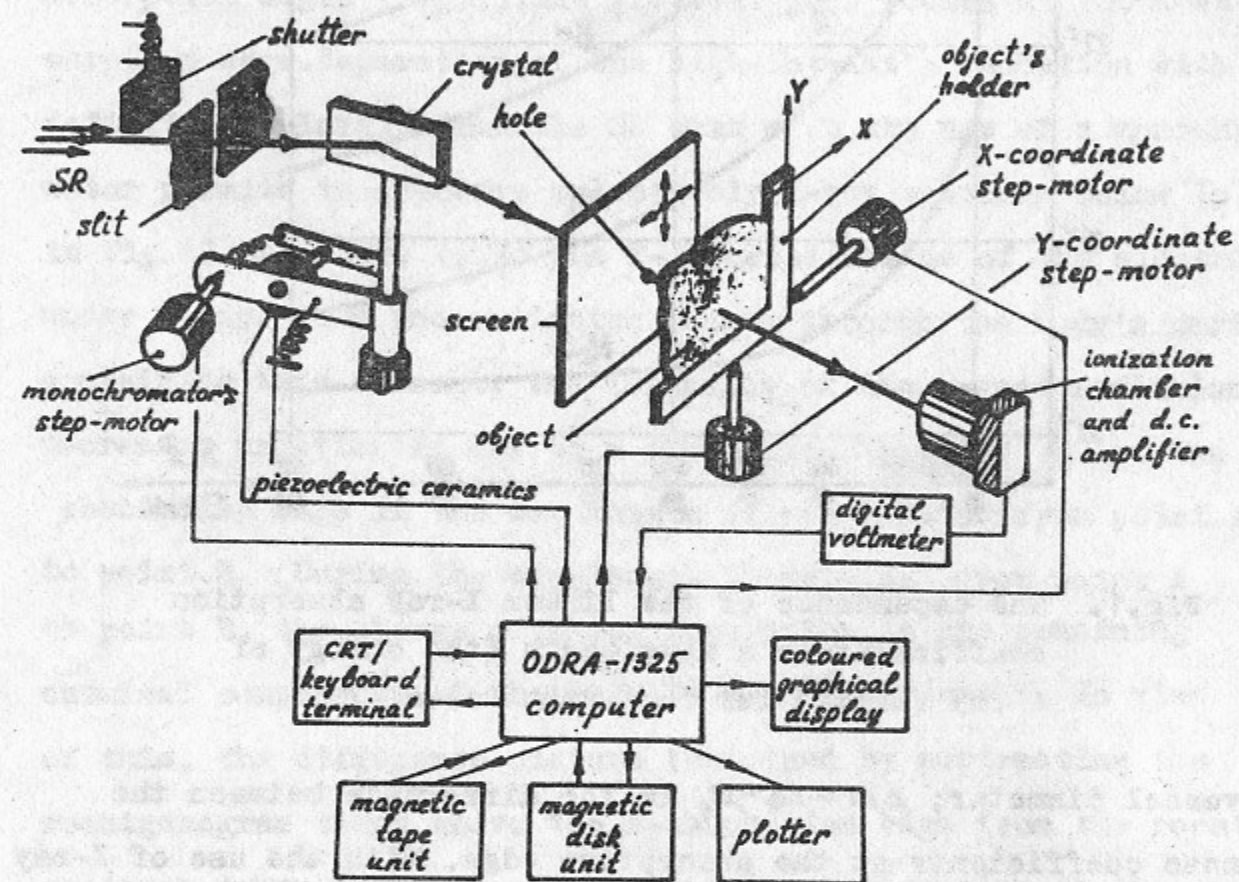 shutter
crystal
object's
holder
hole
Y
X
X-coordinate
step-motor
SR
slit
Y-coordinate
step-motor
screen
ionization
chamber
and d.c.
amplifier
monochromator's
step-motor
object
piezoelectric ceramics
digital
voltmeter
CRT/
keyboard
terminal
ODRA-1325
computer
coloured
graphical
display
magnetic
tape
unit
magnetic
disk
unit
plotter